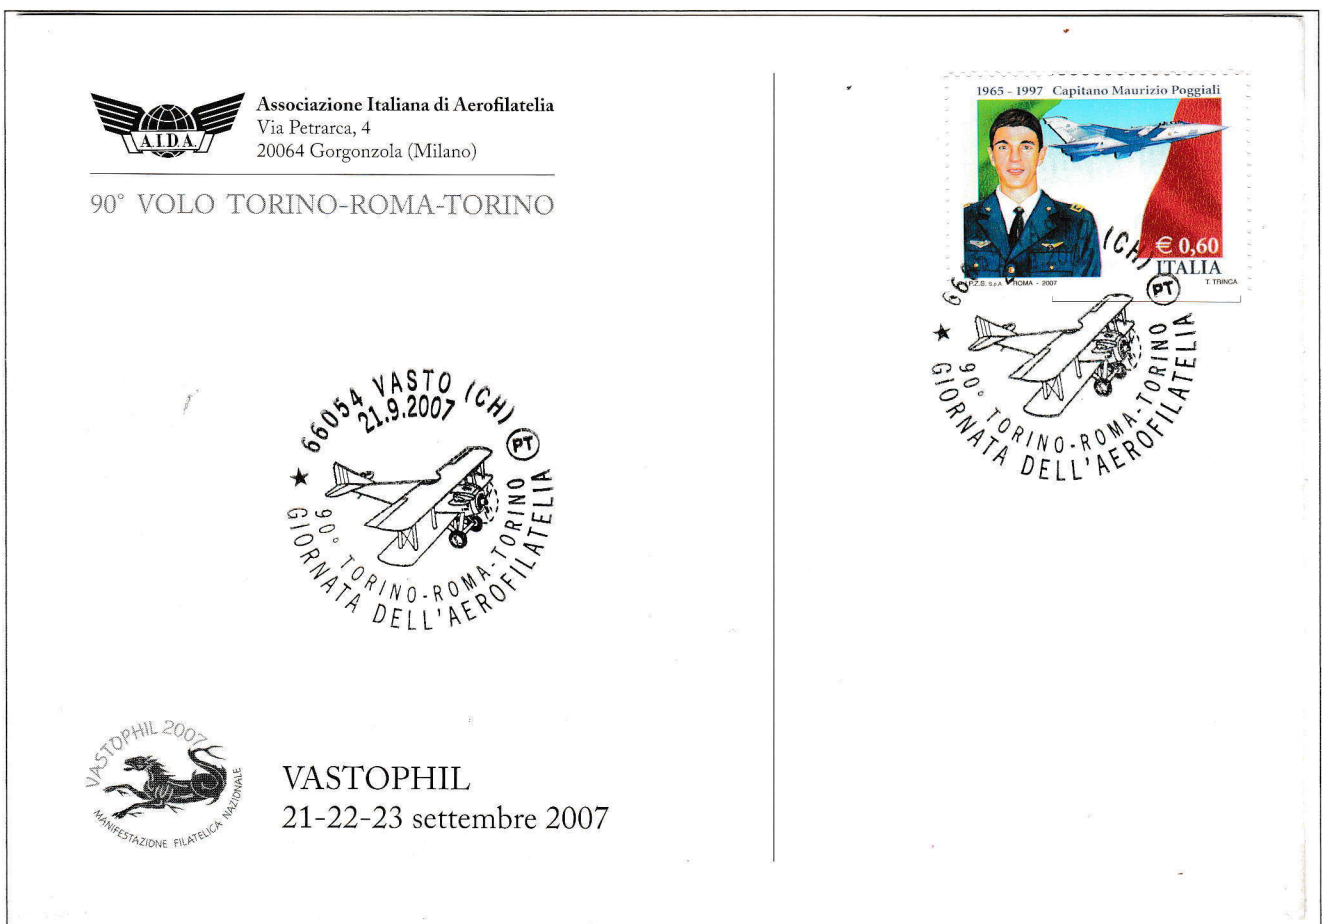 A.I.D.A.
Associazione Italiana di Aerofilatelia
Via Petrarca, 4
20064 Gorgonzola (Milano)
90° VOLO TORINO-ROMA-TORINO
1965 - 1997 Capitano Maurizio Poggiali
€ 0,60
ITALIA
I.P.Z.S. S.p.A. ROMA - 2007
T. TRINCA
(CH)
PT
90° TORINO-ROMA-TORINO
GIORNATA DELL'AEROFILATELIA
66054 VASTO (CH)
21.9.2007
PT
90° TORINO-ROMA-TORINO
GIORNATA DELL'AEROFILATELIA
VASTOPHIL 2007
MANIFESTAZIONE FILATELICA NAZIONALE
VASTOPHIL
21-22-23 settembre 2007